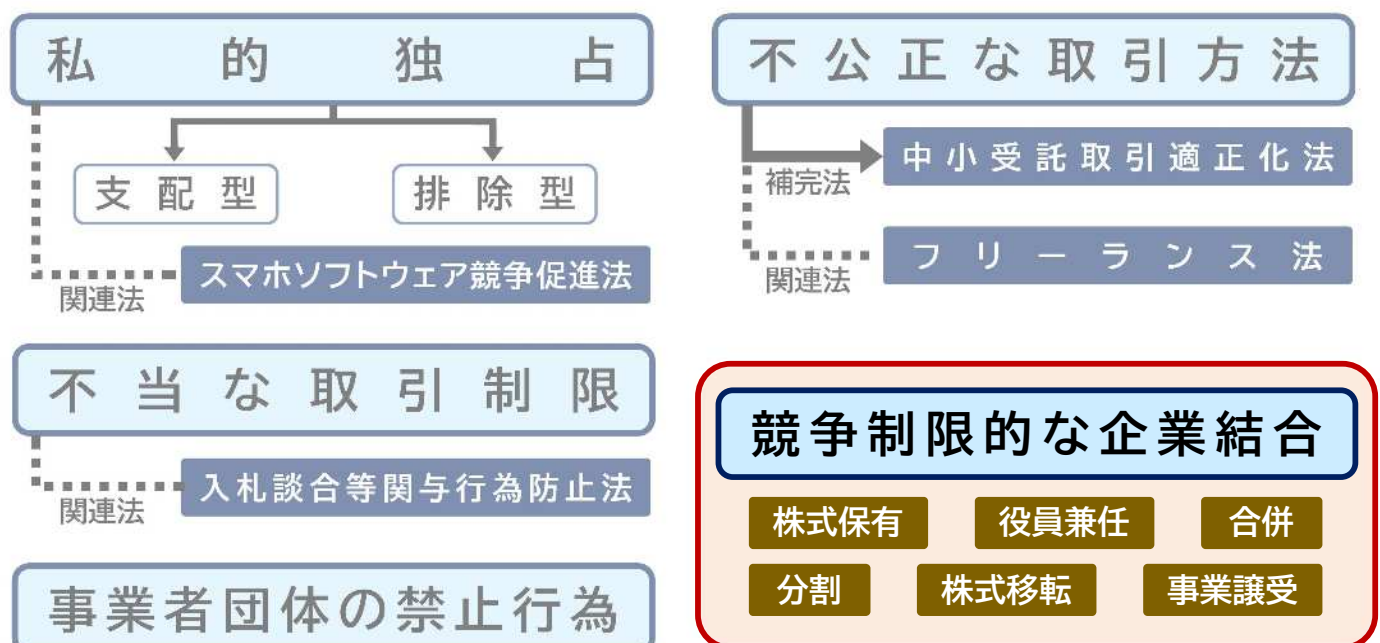 私的独占
支配型
排除型
関連法
スマホソフトウェア競争促進法
不当な取引制限
関連法
入札談合等関与行為防止法
事業者団体の禁止行為
不公正な取引方法
補完法
中小受託取引適正化法
関連法
フリーランス法
競争制限的な企業結合
株式保有
役員兼任
合併
分割
株式移転
事業譲受